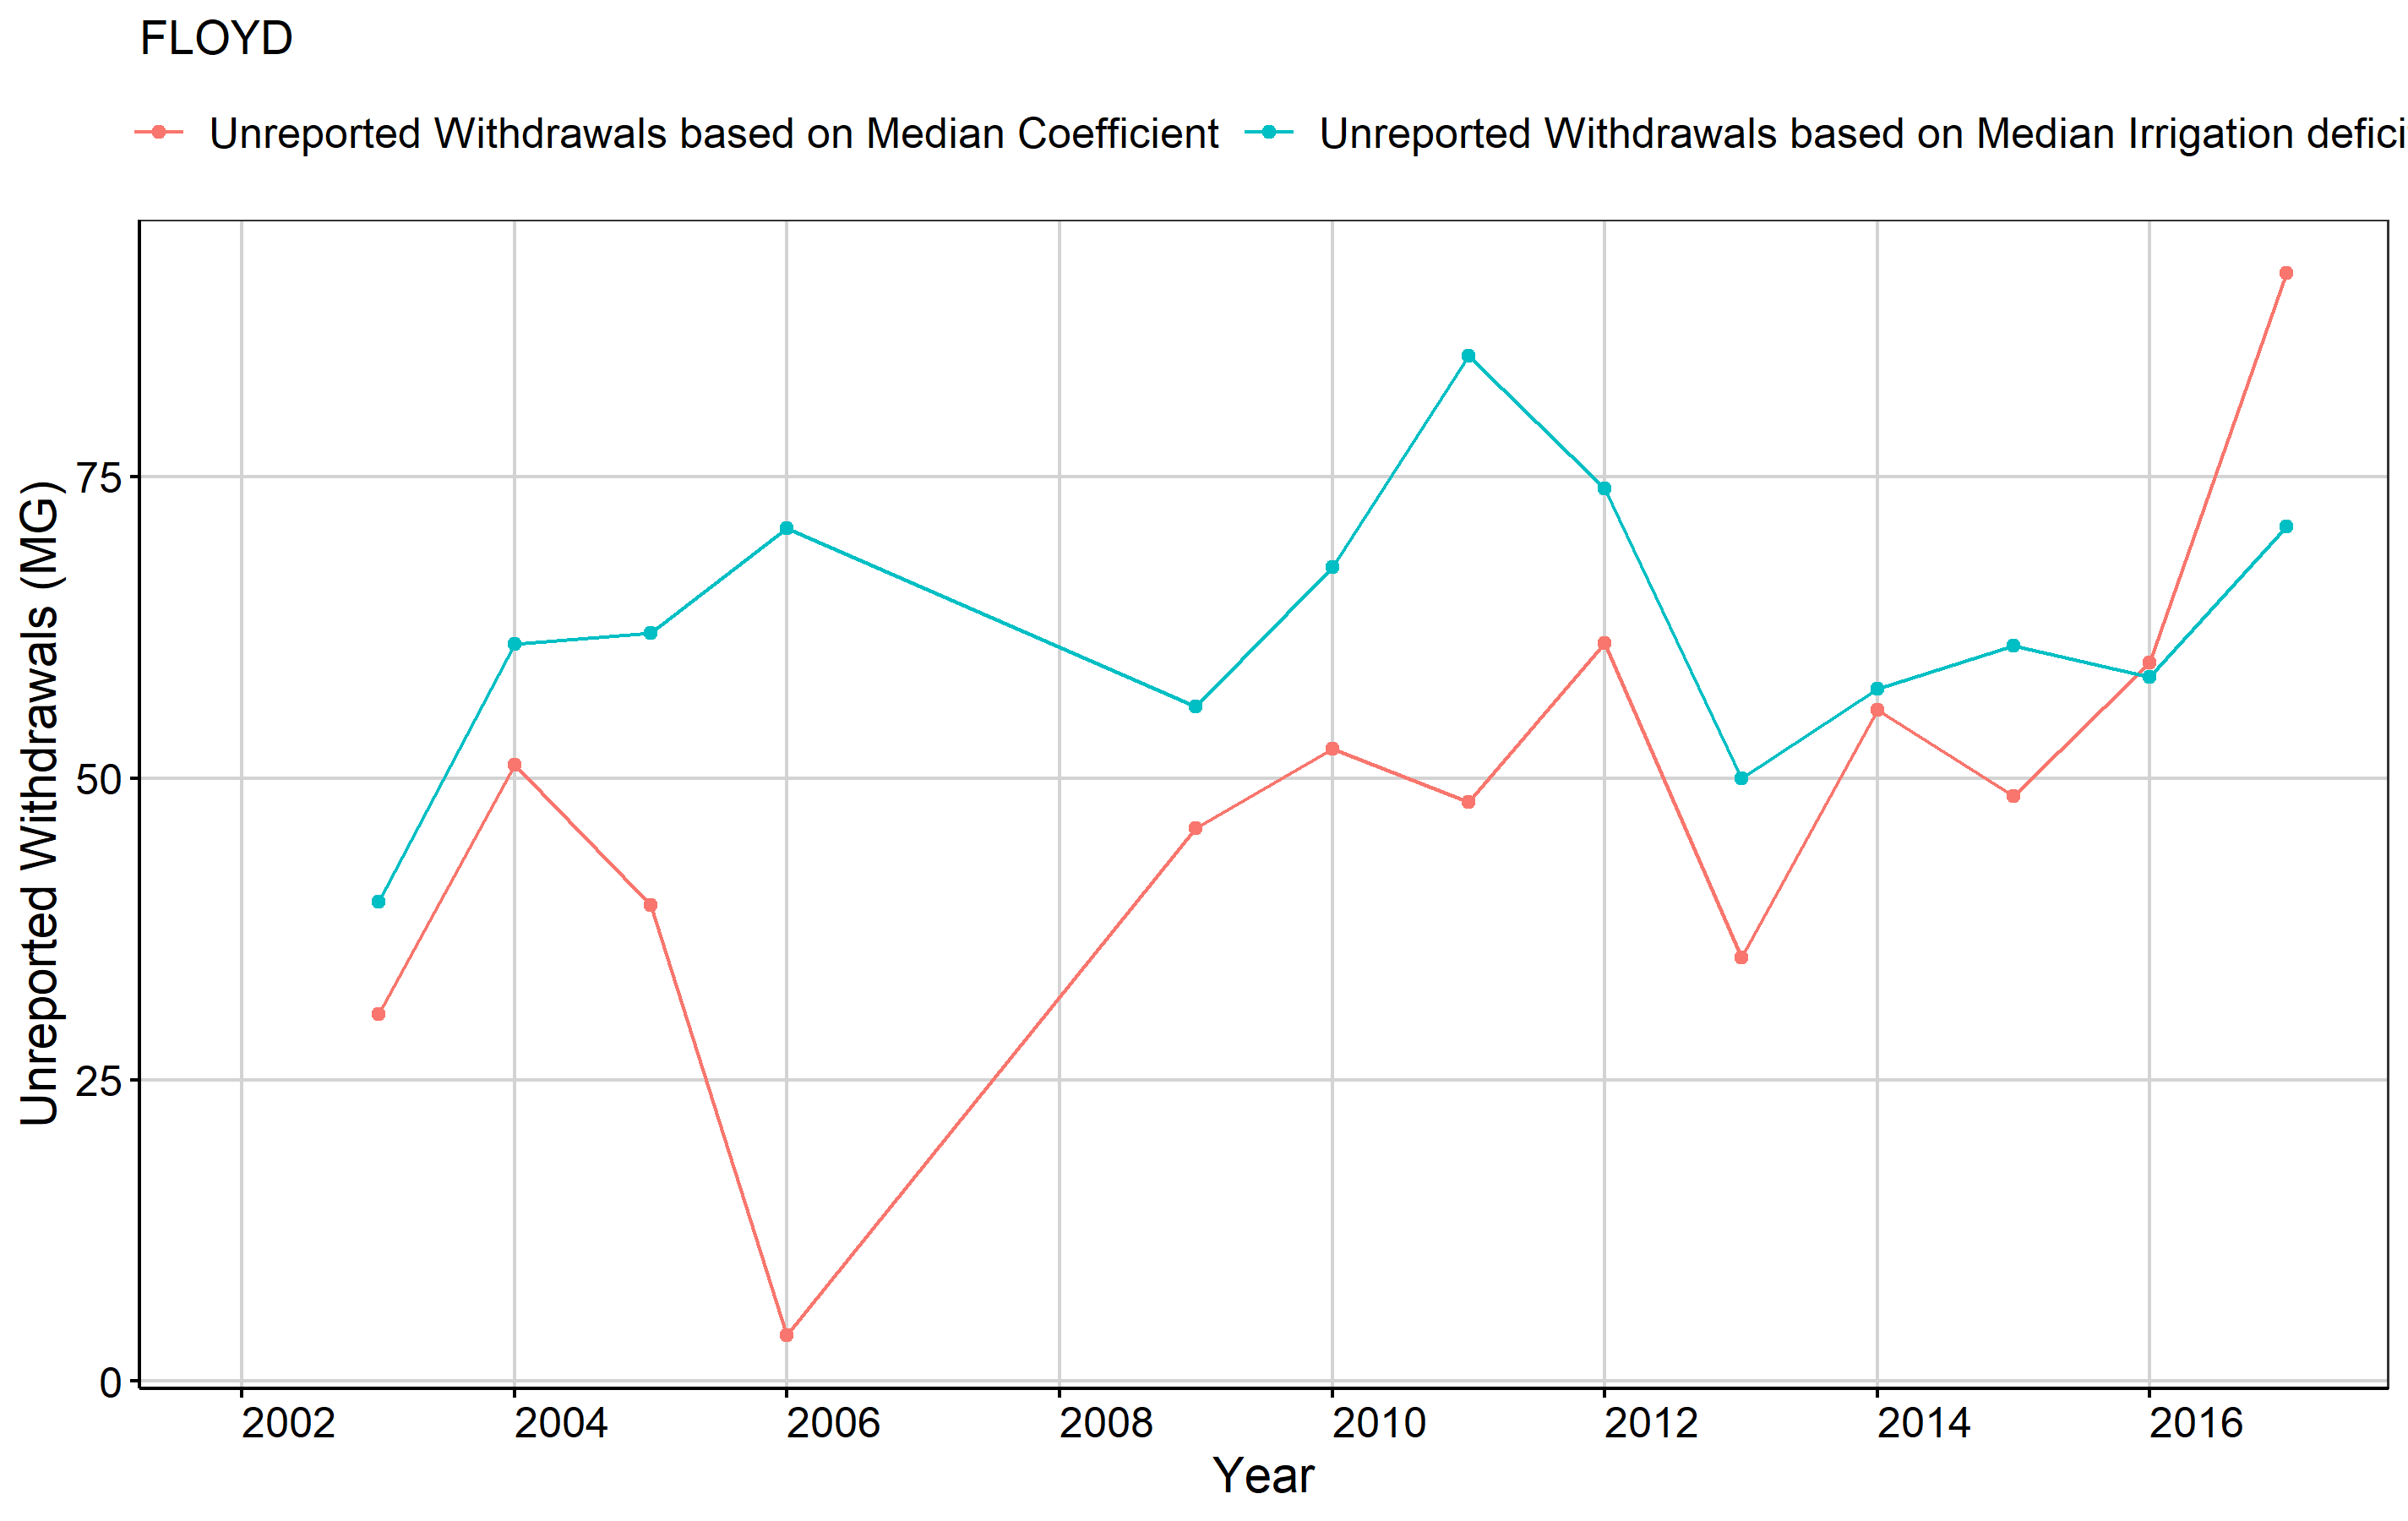 FLOYD
Unreported Withdrawals based on Median Coefficient Unreported Withdrawals based on Median Irrigation defici
Unreported Withdrawals (MG)
75
50
25
0
2002 2004 2006 2008 2010 2012 2014 2016
Year